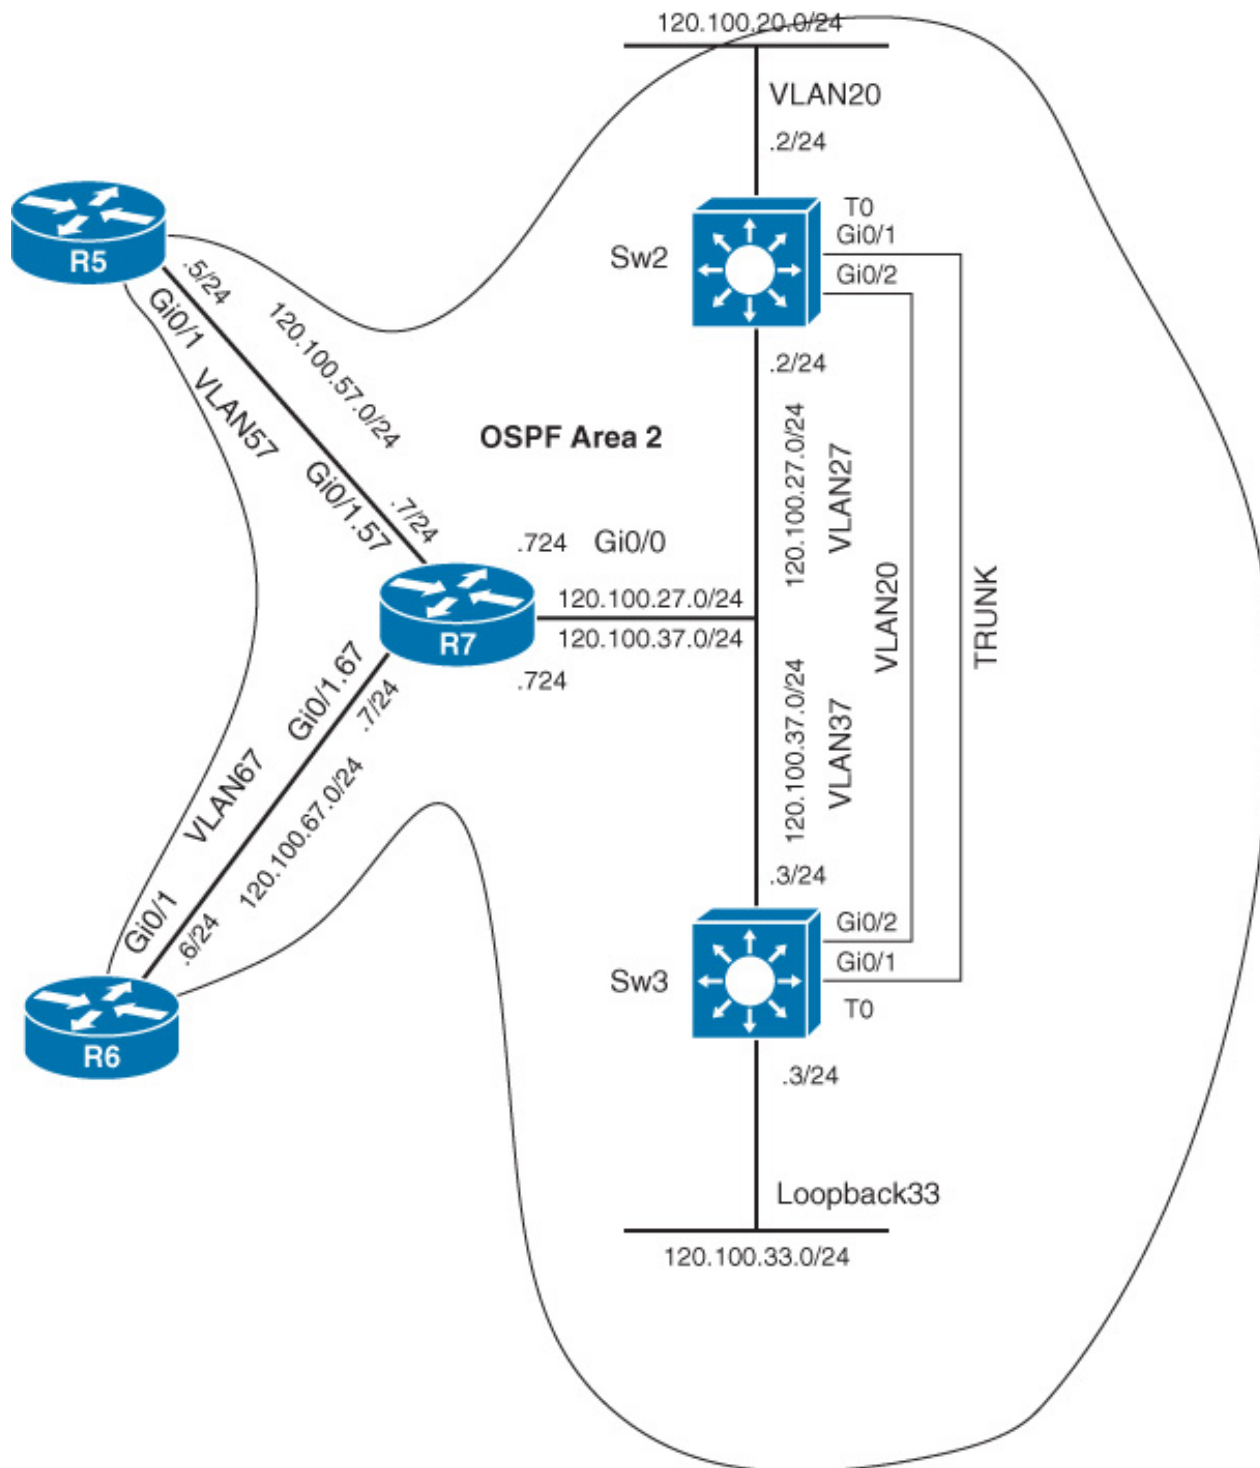 120.100.20.0/24
VLAN20
.2/24
T0
Gi0/1
Sw2
Gi0/2
R5
.5/24
Gi0/1
120.100.57.0/24
VLAN57
.2/24
OSPF Area 2
120.100.27.0/24
VLAN27
Gi0/1.57
.7/24
.724
Gi0/0
120.100.27.0/24
R7
120.100.37.0/24
.724
VLAN20
TRUNK
Gi0/1.67
.7/24
120.100.37.0/24
VLAN37
VLAN67
120.100.67.0/24
Gi0/1
.6/24
.3/24
Gi0/2
Sw3
Gi0/1
T0
R6
.3/24
Loopback33
120.100.33.0/24